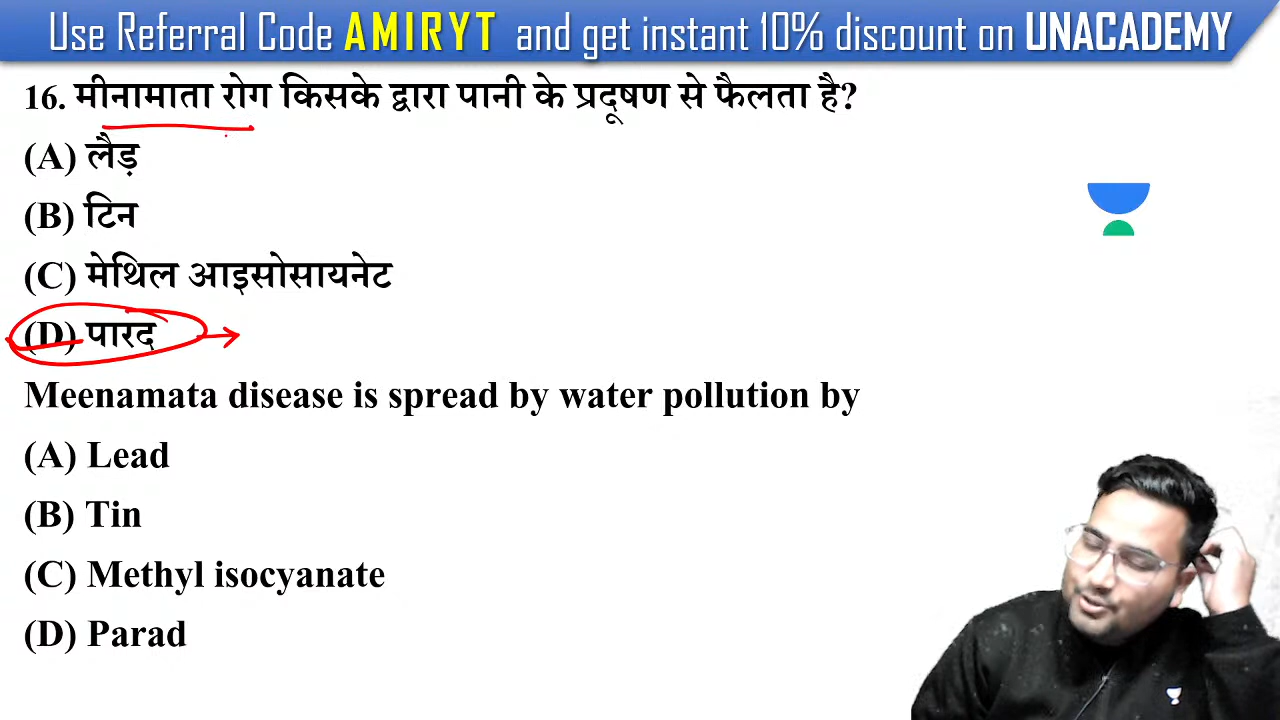 Use Referral Code AMIRYT and get instant 10% discount on UNACADEMY
16. मीनामाता रोग किसके द्वारा पानी के प्रदूषण से फैलता है?
(A) लैड़
(B) टिन
(C) मेथिल आइसोसायनेट
(D) पारद
Meenamata disease is spread by water pollution by
(A) Lead
(B) Tin
(C) Methyl isocyanate
(D) Parad